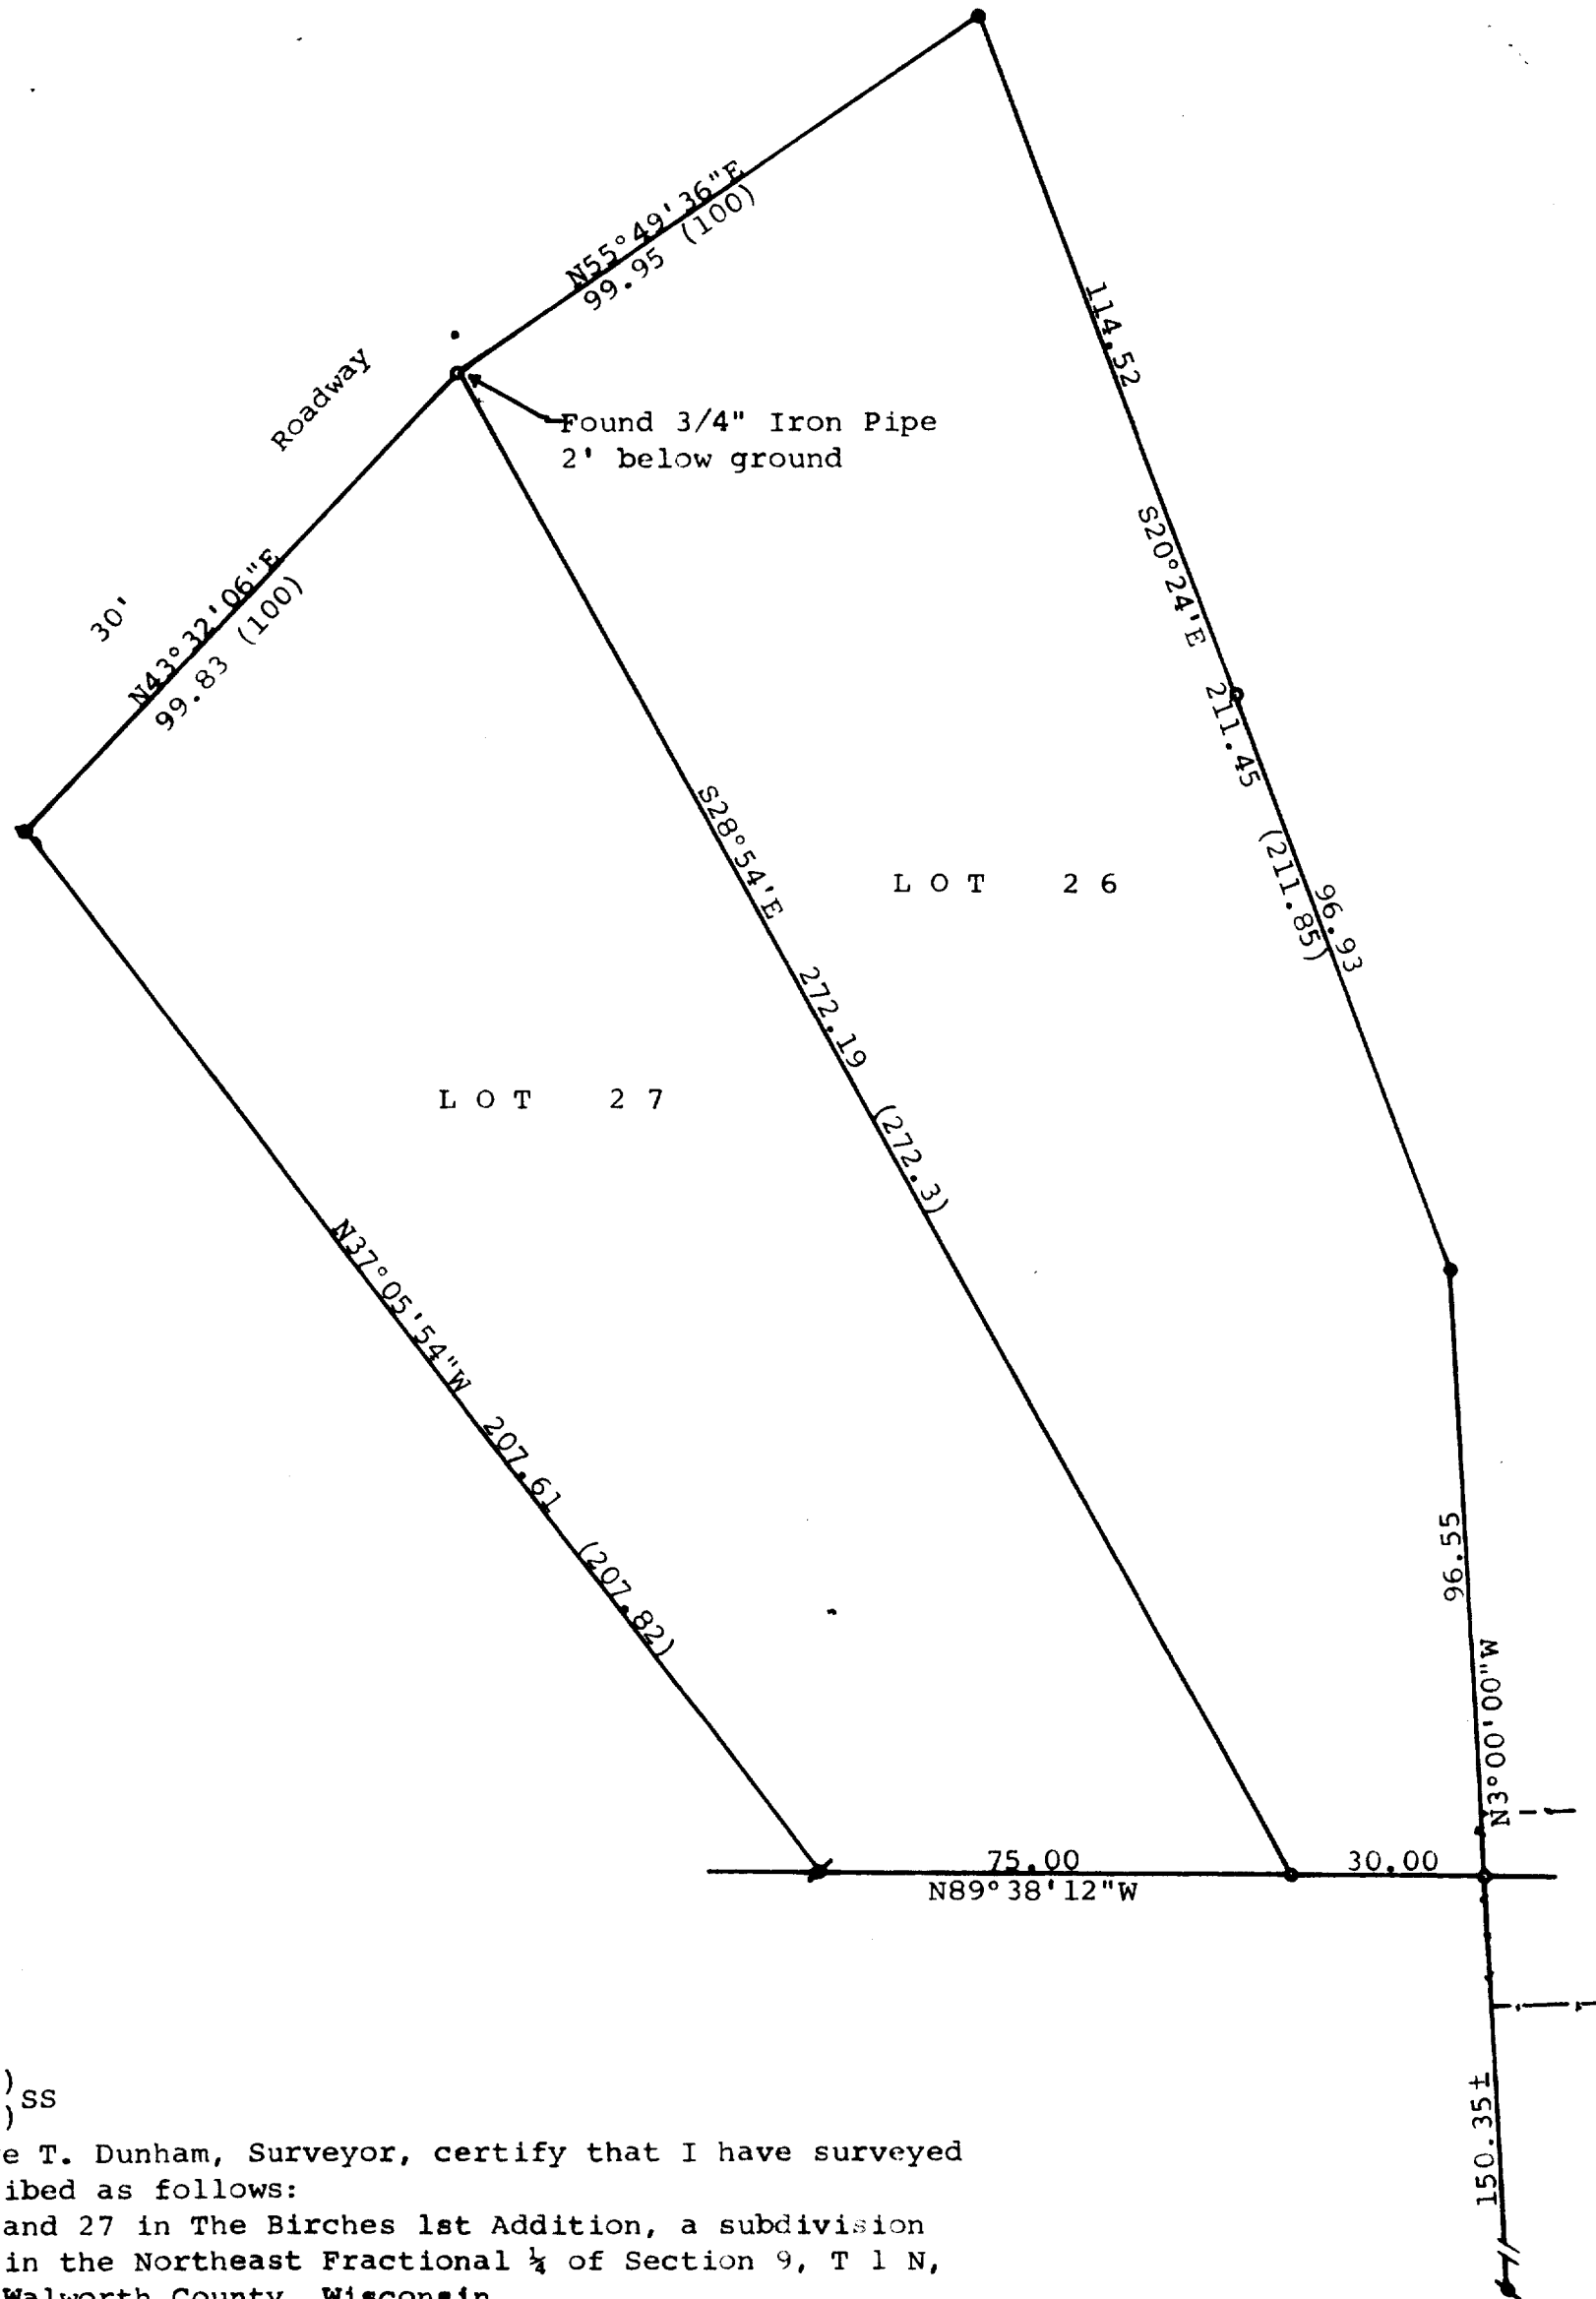 N55°49'36"E
99.95 (100)
Roadway
Found 3/4" Iron Pipe
2' below ground
114.52
S20°24'E 211.45 (211.85)
96.93
30'
N43°32'06"E
99.83 (100)
S28°54'E 272.19 (272.3)
LOT 26
LOT 27
N37°05'54"W 207.61 (207.82)
96.55
N3°00'00"W
75.00
30.00
N89°38'12"W
150.35±
)
) SS
e T. Dunham, Surveyor, certify that I have surveyed
ibed as follows:
and 27 in The Birches 1st Addition, a subdivision
in the Northeast Fractional ¼ of Section 9, T 1 N,
Walworth County, Wisconsin